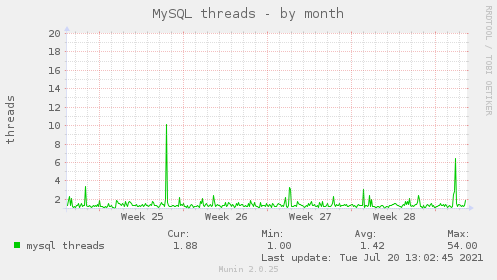 MySQL threads - by month
RRDTOOL / TOBI OETIKER
threads
20
18
16
14
12
10
8
6
4
2
Week 25 Week 26 Week 27 Week 28
Cur: Min: Avg: Max:
mysql threads 1.88 1.00 1.42 54.00
Last update: Tue Jul 20 13:02:45 2021
Munin 2.0.25